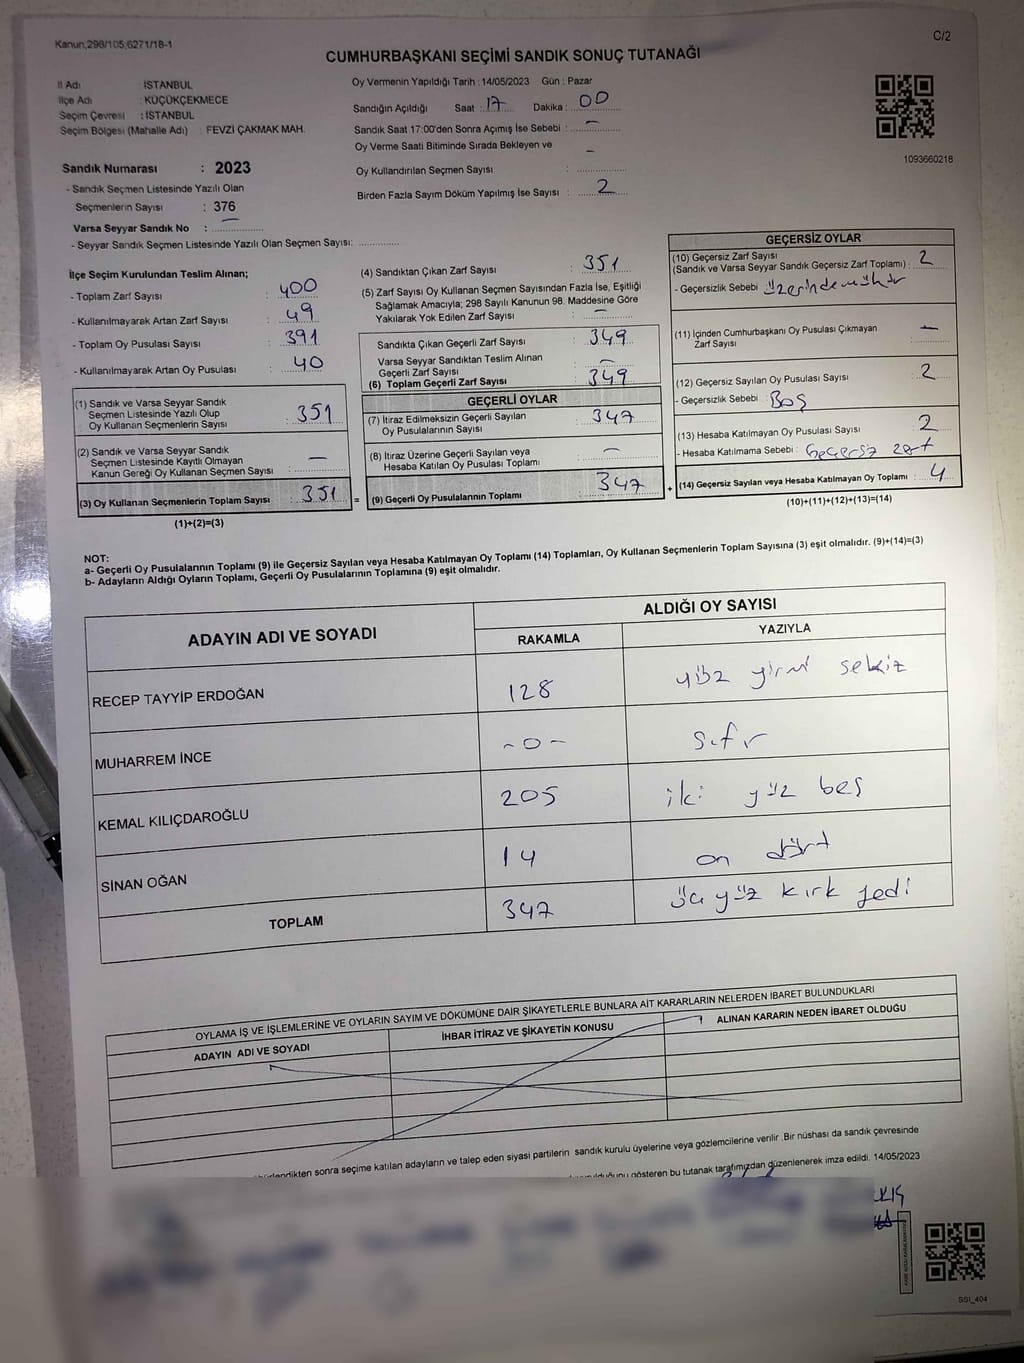 Kanun;298/105;6271/18-1
C/2
CUMHURBAŞKANI SEÇİMİ SANDIK SONUÇ TUTANAĞI
İl Adı : İSTANBUL
İlçe Adı : KÜÇÜKÇEKMECE
Seçim Çevresi : İSTANBUL
Seçim Bölgesi (Mahalle Adı) : FEVZİ ÇAKMAK MAH.
Oy Vermenin Yapıldığı Tarih : 14/05/2023 Gün : Pazar
Sandığın Açıldığı Saat : 17 Dakika : 00
Sandık Saat 17:00'den Sonra Açılmış İse Sebebi : –
Oy Verme Saati Bitiminde Sırada Bekleyen ve
Oy Kullandırılan Seçmen Sayısı : –
Birden Fazla Sayım Döküm Yapılmış İse Sayısı : 2
1093660218
Sandık Numarası : 2023
- Sandık Seçmen Listesinde Yazılı Olan
Seçmenlerin Sayısı : 376
Varsa Seyyar Sandık No : –
- Seyyar Sandık Seçmen Listesinde Yazılı Olan Seçmen Sayısı:
İlçe Seçim Kurulundan Teslim Alınan;
- Toplam Zarf Sayısı : 400
- Kullanılmayarak Artan Zarf Sayısı : 49
- Toplam Oy Pusulası Sayısı : 391
- Kullanılmayarak Artan Oy Pusulası : 40
(1) Sandık ve Varsa Seyyar Sandık
Seçmen Listesinde Yazılı Olup
Oy Kullanan Seçmenlerin Sayısı : 351
(2) Sandık ve Varsa Seyyar Sandık
Seçmen Listesinde Kayıtlı Olmayan
Kanun Gereği Oy Kullanan Seçmen Sayısı : –
(3) Oy Kullanan Seçmenlerin Toplam Sayısı : 351 =
(1)+(2)=(3)
(4) Sandıktan Çıkan Zarf Sayısı : 351
(5) Zarf Sayısı Oy Kullanan Seçmen Sayısından Fazla İse, Eşitliği
Sağlamak Amacıyla; 298 Sayılı Kanunun 98. Maddesine Göre
Yakılarak Yok Edilen Zarf Sayısı : –
Sandıkta Çıkan Geçerli Zarf Sayısı : 349
Varsa Seyyar Sandıktan Teslim Alınan
Geçerli Zarf Sayısı : –
(6) Toplam Geçerli Zarf Sayısı : 349
GEÇERLİ OYLAR
(7) İtiraz Edilmeksizin Geçerli Sayılan
Oy Pusulalarının Sayısı : 347
(8) İtiraz Üzerine Geçerli Sayılan veya
Hesaba Katılan Oy Pusulası Toplamı : –
(9) Geçerli Oy Pusulalarının Toplamı : 347 +
GEÇERSİZ OYLAR
(10) Geçersiz Zarf Sayısı
(Sandık ve Varsa Seyyar Sandık Geçersiz Zarf Toplamı) : 2
- Geçersizlik Sebebi : üzerinde mühür
(11) İçinden Cumhurbaşkanı Oy Pusulası Çıkmayan
Zarf Sayısı : –
(12) Geçersiz Sayılan Oy Pusulası Sayısı : 2
- Geçersizlik Sebebi : Boş
(13) Hesaba Katılmayan Oy Pusulası Sayısı : 2
- Hesaba Katılmama Sebebi : Geçersiz zarf
(14) Geçersiz Sayılan veya Hesaba Katılmayan Oy Toplamı : 4
(10)+(11)+(12)+(13)=(14)
NOT:
a- Geçerli Oy Pusulalarının Toplamı (9) ile Geçersiz Sayılan veya Hesaba Katılmayan Oy Toplamı (14) Toplamları, Oy Kullanan Seçmenlerin Toplam Sayısına (3) eşit olmalıdır. (9)+(14)=(3)
b- Adayların Aldığı Oyların Toplamı, Geçerli Oy Pusulalarının Toplamına (9) eşit olmalıdır.
ADAYIN ADI VE SOYADI
ALDIĞI OY SAYISI
RAKAMLA YAZIYLA
RECEP TAYYİP ERDOĞAN 128 yüz yirmi sekiz
MUHARREM İNCE -0- sıfır
KEMAL KILIÇDAROĞLU 205 iki yüz beş
SİNAN OĞAN 14 on dört
TOPLAM 347 üç yüz kırk yedi
OYLAMA İŞ VE İŞLEMLERİNE VE OYLARIN SAYIM VE DÖKÜMÜNE DAİR ŞİKAYETLERLE BUNLARA AİT KARARLARIN NELERDEN İBARET BULUNDUKLARI
ADAYIN ADI VE SOYADI İHBAR İTİRAZ VE ŞİKAYETİN KONUSU ALINAN KARARIN NEDEN İBARET OLDUĞU
sonra seçime katılan adayların ve talep eden siyasi partilerin sandık kurulu üyelerine veya gözlemcilerine verilir. Bir nüshası da sandık çevresinde
gösteren bu tutanak tarafımızdan düzenlenerek imza edildi. 14/05/2023
SSI_404